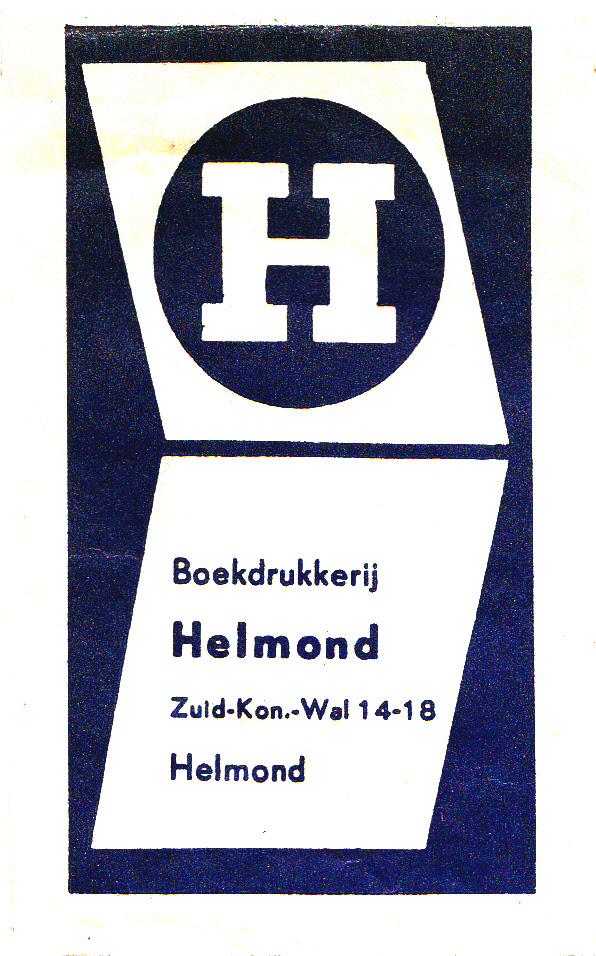 H
Boekdrukkerij
Helmond
Zuid-Kon.-Wal 14-18
Helmond